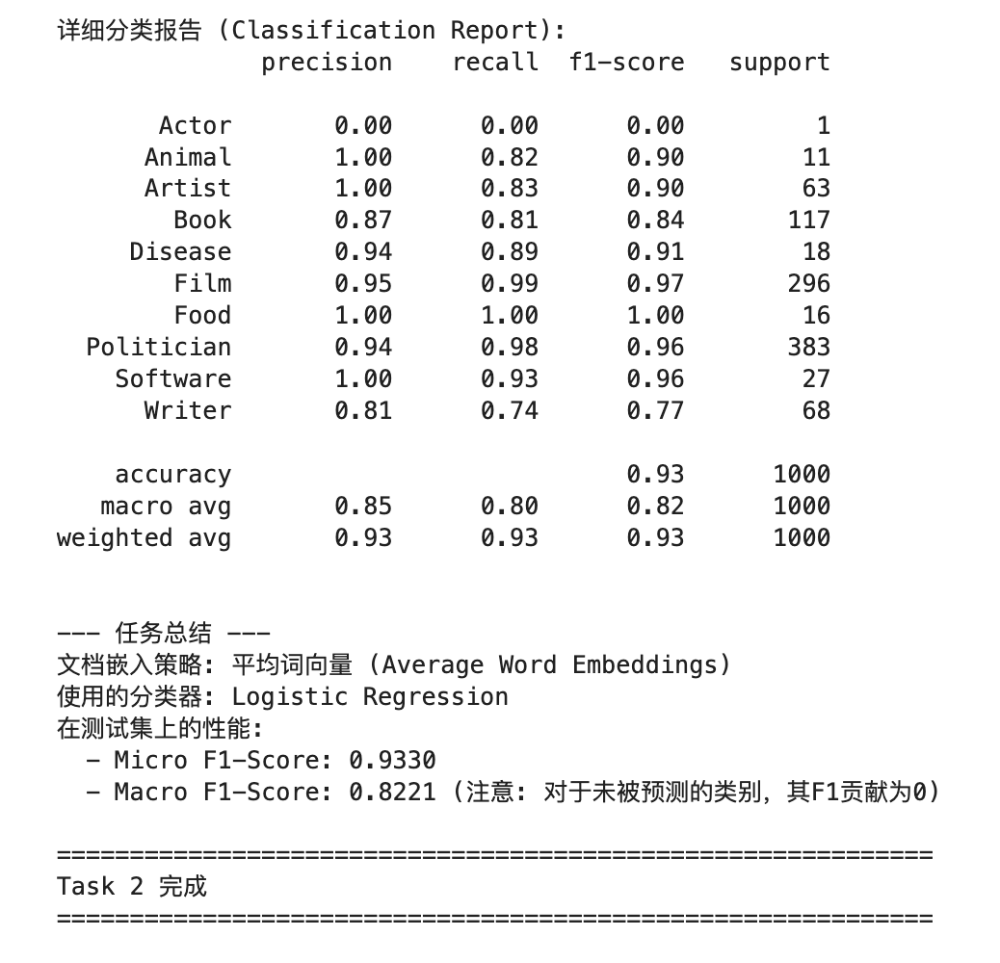 详细分类报告 (Classification Report):
precision recall f1-score support
Actor 0.00 0.00 0.00 1
Animal 1.00 0.82 0.90 11
Artist 1.00 0.83 0.90 63
Book 0.87 0.81 0.84 117
Disease 0.94 0.89 0.91 18
Film 0.95 0.99 0.97 296
Food 1.00 1.00 1.00 16
Politician 0.94 0.98 0.96 383
Software 1.00 0.93 0.96 27
Writer 0.81 0.74 0.77 68
accuracy 0.93 1000
macro avg 0.85 0.80 0.82 1000
weighted avg 0.93 0.93 0.93 1000
--- 任务总结 ---
文档嵌入策略: 平均词向量 (Average Word Embeddings)
使用的分类器: Logistic Regression
在测试集上的性能:
- Micro F1-Score: 0.9330
- Macro F1-Score: 0.8221 (注意: 对于未被预测的类别, 其F1贡献为0)
============================================================
Task 2 完成
============================================================